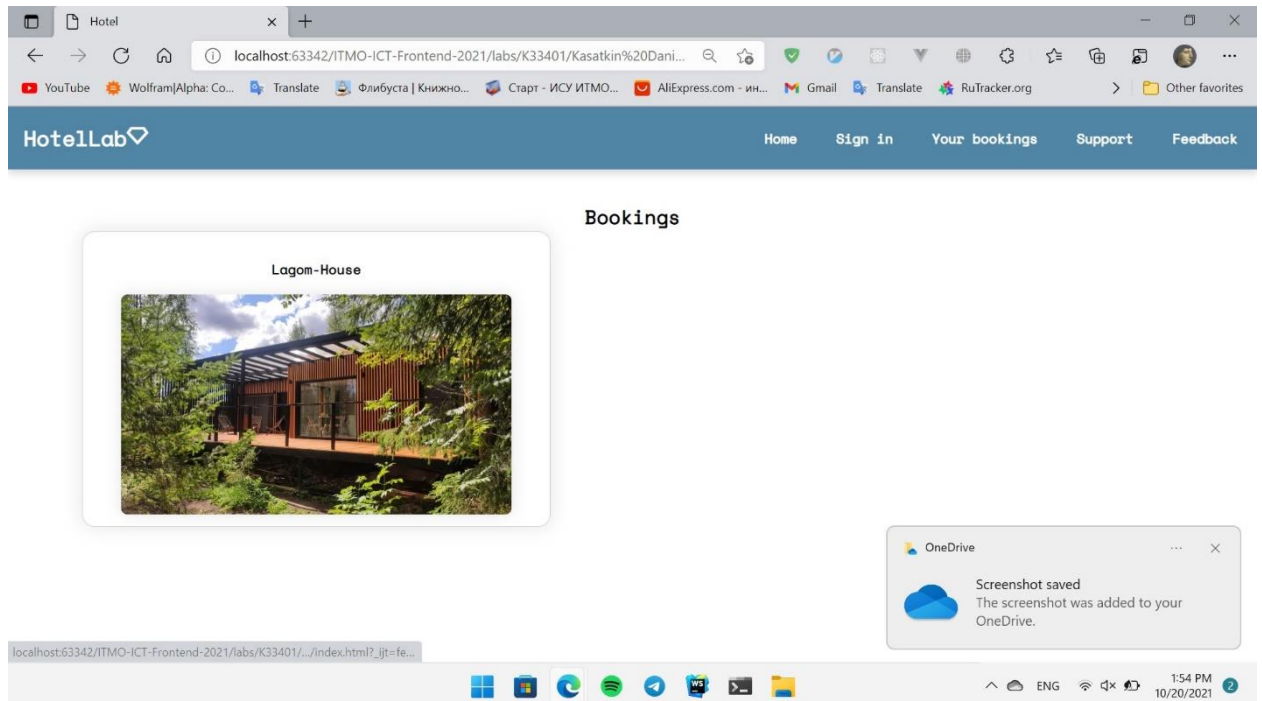 Hotel
localhost:63342/ITMO-ICT-Frontend-2021/labs/K33401/Kasatkin%20Dani...
YouTube Wolfram|Alpha: Co... Translate Флибуста | Книжно... Старт - ИСУ ИТМО... AliExpress.com - ин... Gmail Translate RuTracker.org Other favorites
HotelLab Home Sign in Your bookings Support Feedback
Bookings
Lagom-House
OneDrive
Screenshot saved
The screenshot was added to your
OneDrive.
localhost:63342/ITMO-ICT-Frontend-2021/labs/K33401/.../index.html?_ijt=fe...
WS
ENG 1:54 PM
10/20/2021 2